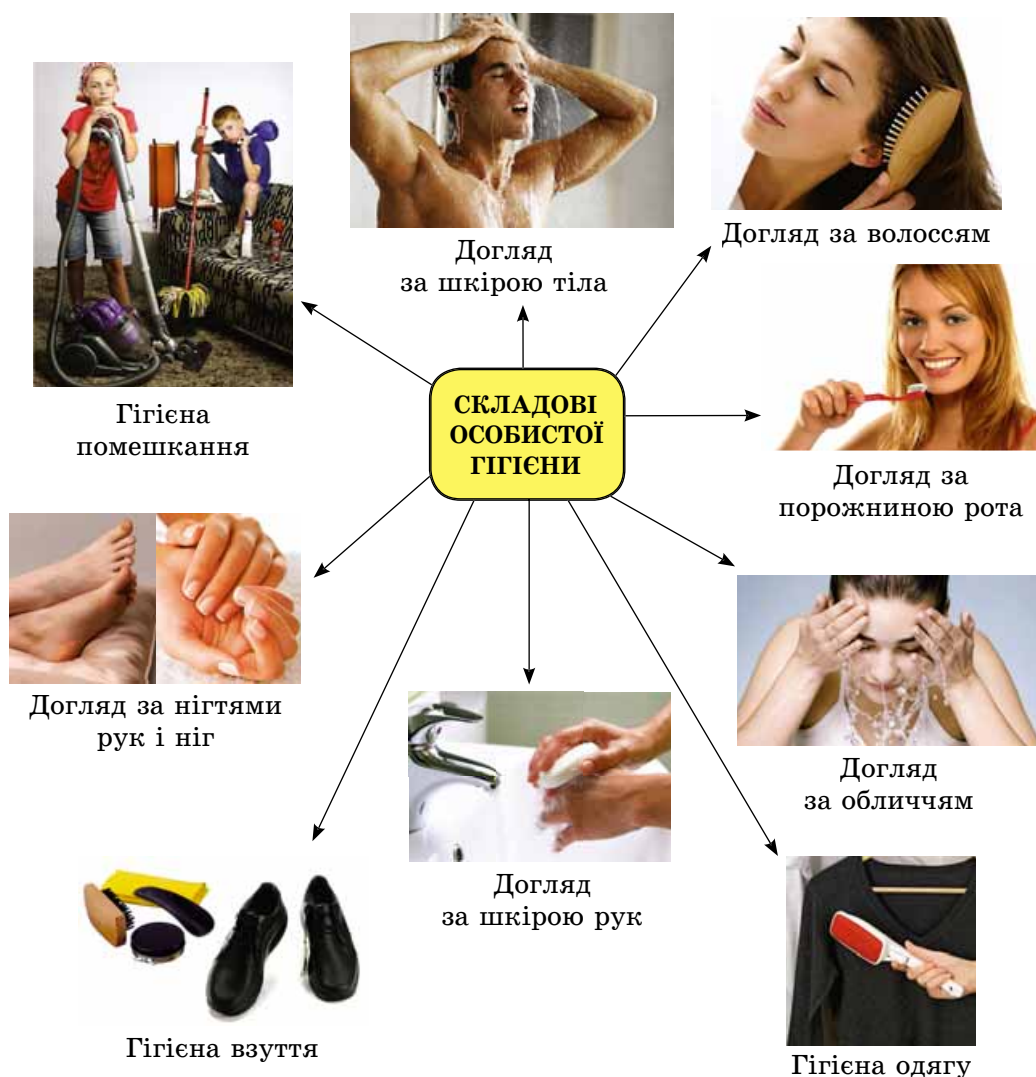 Догляд
за шкірою тіла
Догляд за волоссям
Гігієна
помешкання
СКЛАДОВІ
ОСОБИСТОЇ
ГІГІЄНИ
Догляд за
порожниною рота
Догляд за нігтями
рук і ніг
Догляд
за обличчям
Догляд
за шкірою рук
Гігієна взуття
Гігієна одягу